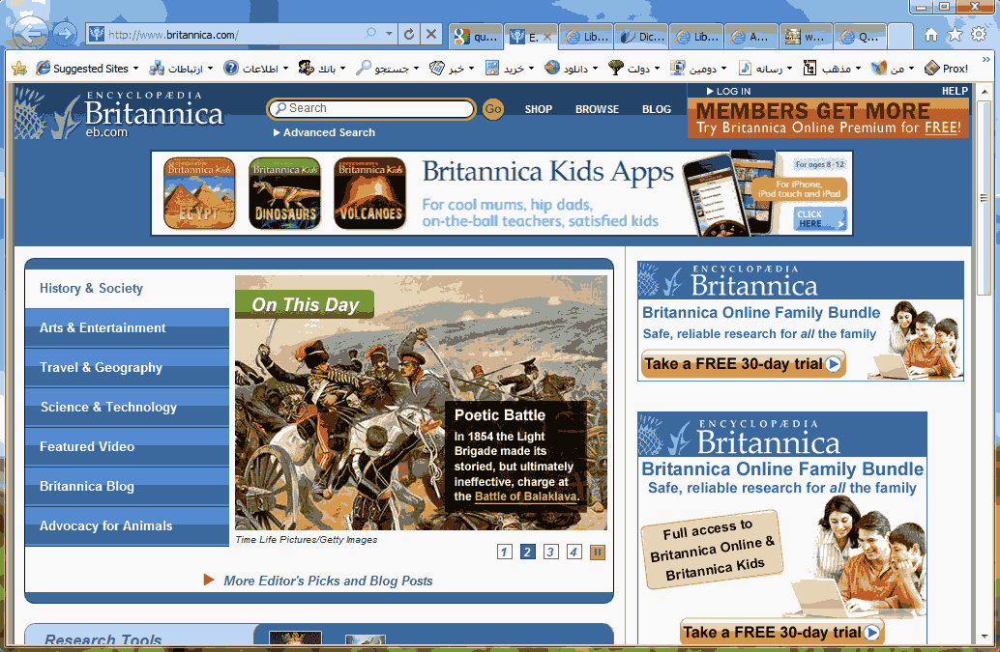 http://www.britannica.com/
qu...
E...
Lib...
Dic...
Lib...
A...
w...
Q...
Suggested Sites
ارتباطات
اطلاعات
بانك
جستجو
خبر
خرید
دانلود
دولت
دومین
رسانه
مذهب
من
Prox!
ENCYCLOPÆDIA
Britannica
eb.com
Search
Go
SHOP
BROWSE
BLOG
Advanced Search
LOG IN
HELP
MEMBERS GET MORE
Try Britannica Online Premium for FREE!
Britannica Kids
EGYPT
Britannica Kids
DINOSAURS
Britannica Kids
VOLCANOES
Britannica Kids Apps
For cool mums, hip dads,
on-the-ball teachers, satisfied kids
For ages 8-12
For iPhone,
iPod touch and iPad
CLICK
HERE
History & Society
Arts & Entertainment
Travel & Geography
Science & Technology
Featured Video
Britannica Blog
Advocacy for Animals
On This Day
Poetic Battle
In 1854 the Light
Brigade made its
storied, but ultimately
ineffective, charge at
the Battle of Balaklava.
Time Life Pictures/Getty Images
1 2 3 4
More Editor's Picks and Blog Posts
Research Tools
ENCYCLOPÆDIA
Britannica
Britannica Online Family Bundle
Safe, reliable research for all the family
Take a FREE 30-day trial
ENCYCLOPÆDIA
Britannica
Britannica Online Family Bundle
Safe, reliable research for all the family
Full access to
Britannica Online &
Britannica Kids
Take a FREE 30-day trial